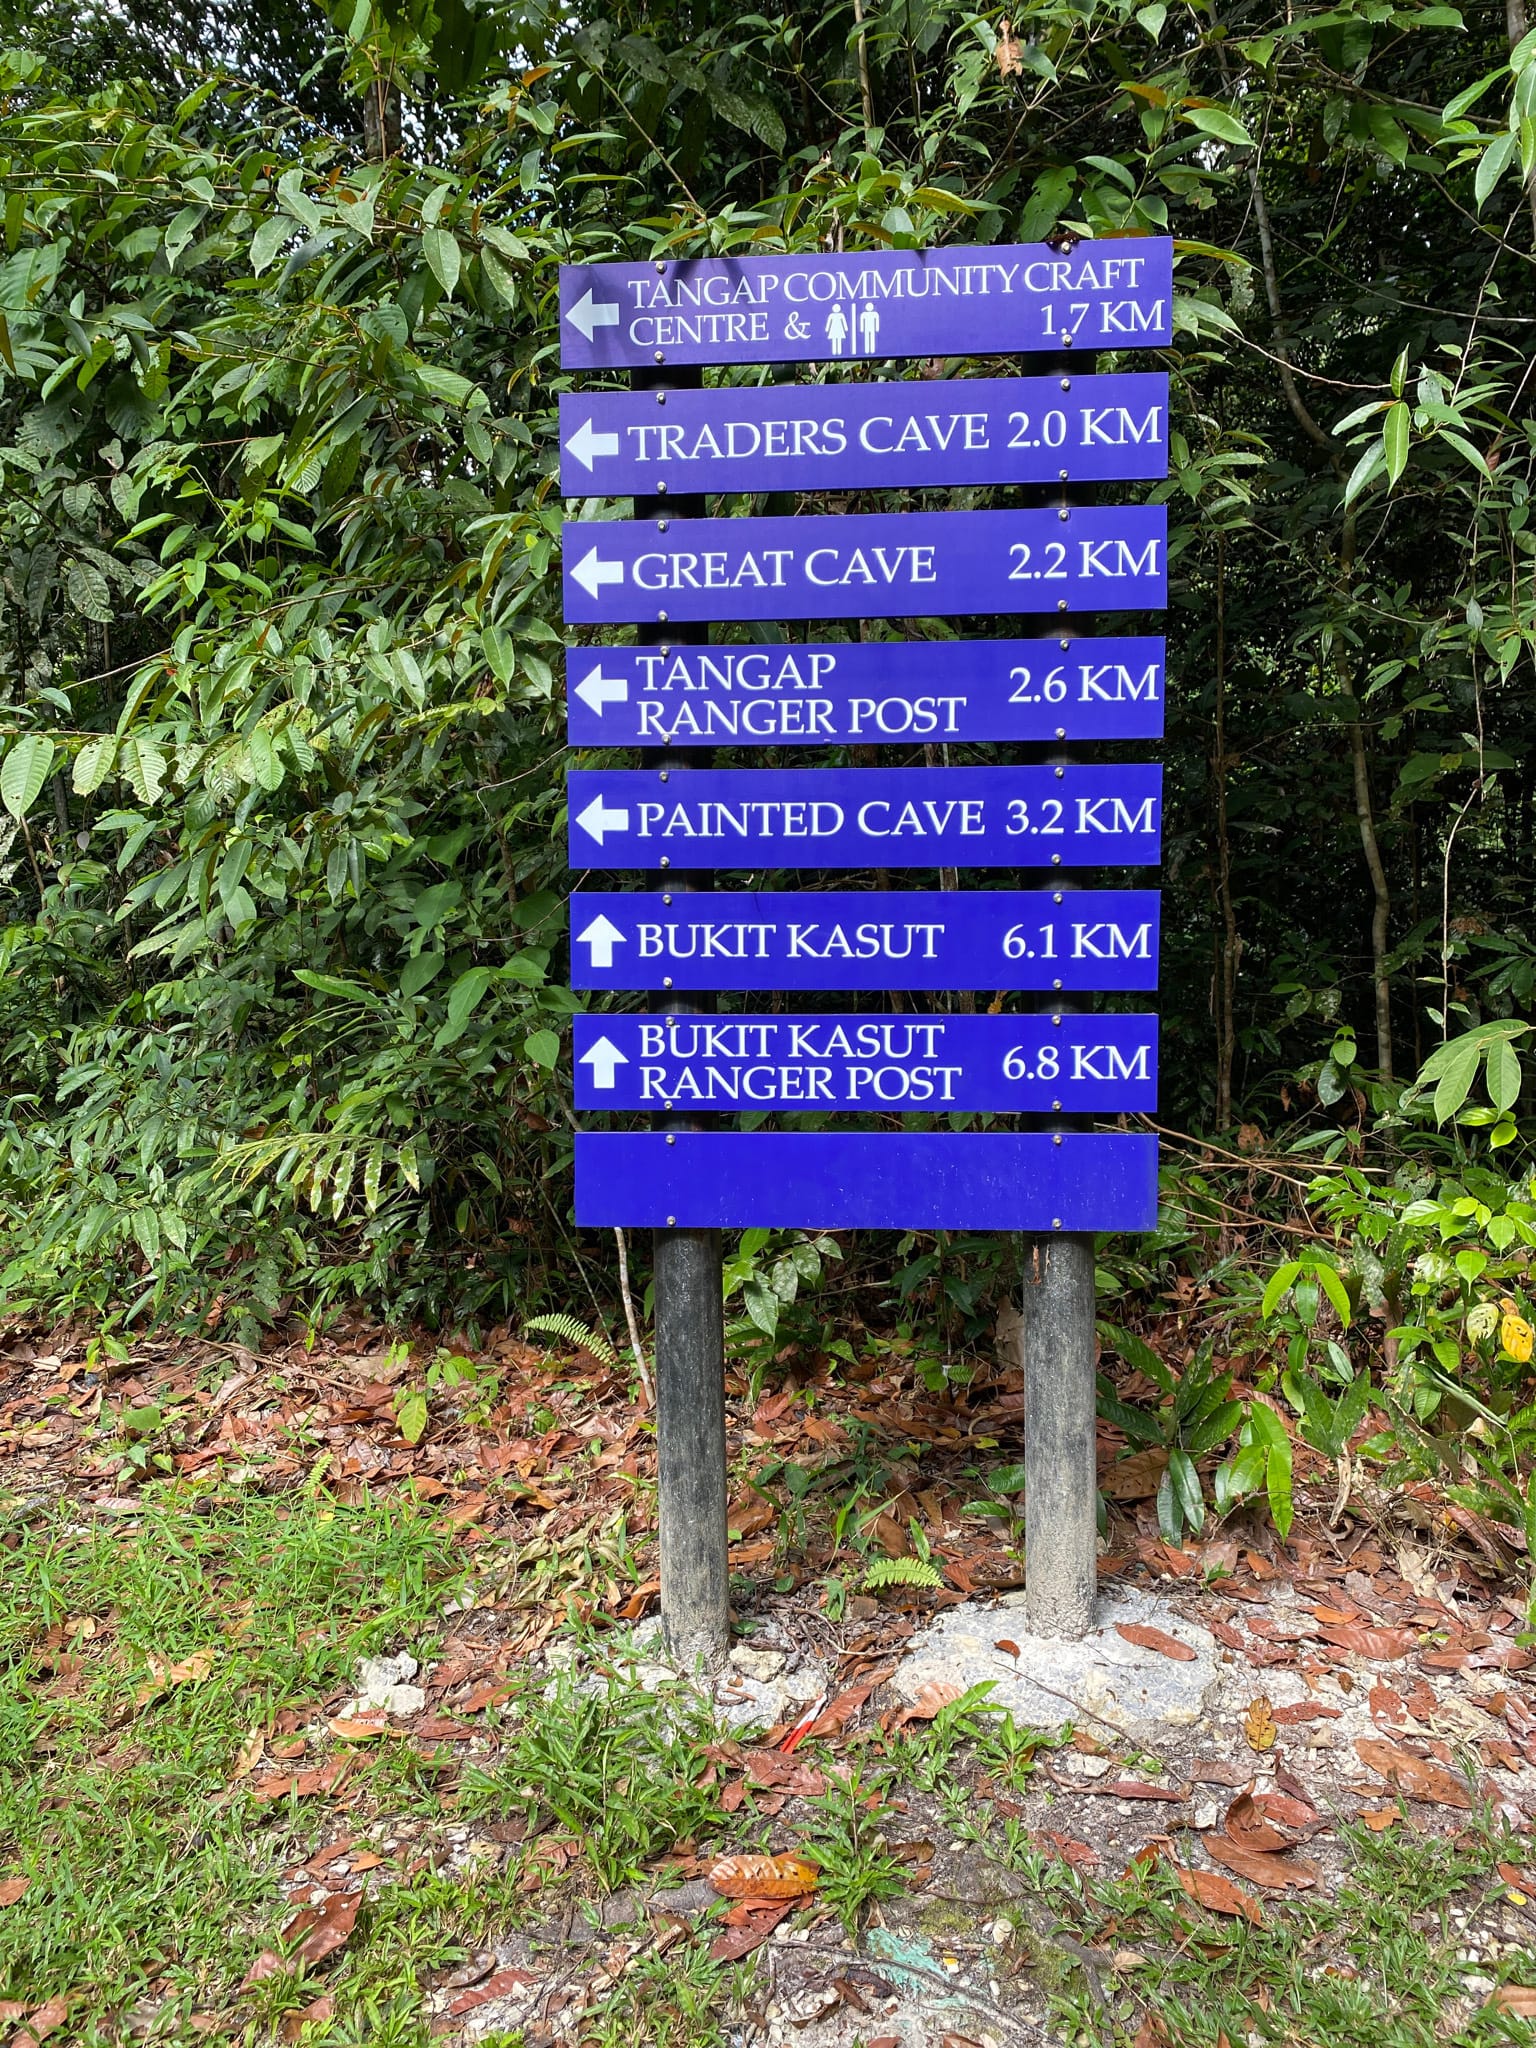 TANGAP COMMUNITY CRAFT
CENTRE & 1.7 KM
TRADERS CAVE 2.0 KM
GREAT CAVE 2.2 KM
TANGAP
RANGER POST 2.6 KM
PAINTED CAVE 3.2 KM
BUKIT KASUT 6.1 KM
BUKIT KASUT
RANGER POST 6.8 KM